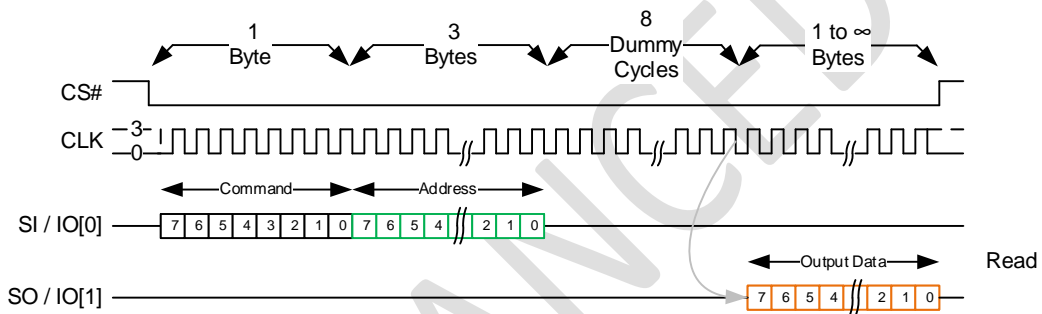 1
Byte
3
Bytes
8
Dummy
Cycles
1 to ∞
Bytes
CS#
CLK
3
0
Command
Address
SI / IO[0]
7 6 5 4 3 2 1 0 7 6 5 4 2 1 0
Output Data
Read
SO / IO[1]
7 6 5 4 2 1 0